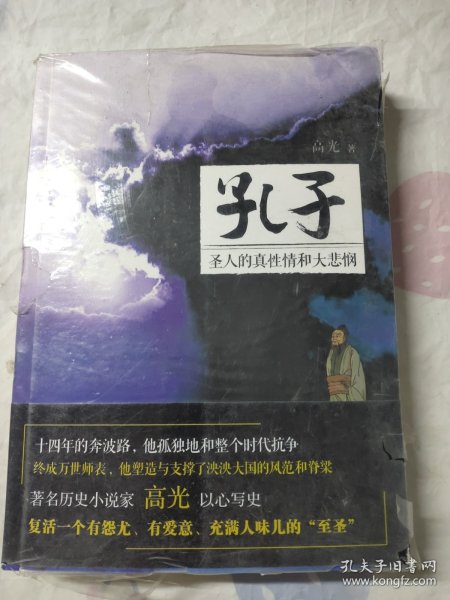 高光 著
孔子
圣人的真性情和大悲悯
十四年的奔波路，他孤独地和整个时代抗争
终成万世师表，他塑造与支撑了泱泱大国的风范和脊梁
著名历史小说家 高光 以心写史
复活一个有怨尤、有爱意、充满人味儿的“至圣”
孔夫子旧书网
www.kongfz.com